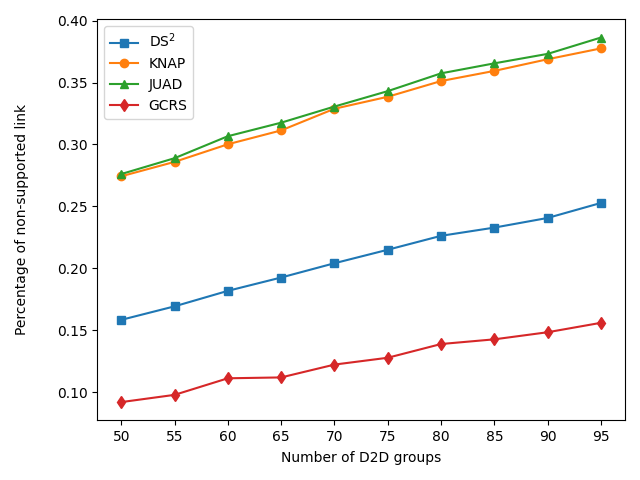 DS²
KNAP
JUAD
GCRS
0.40
0.35
0.30
0.25
0.20
0.15
0.10
Percentage of non-supported link
50 55 60 65 70 75 80 85 90 95
Number of D2D groups